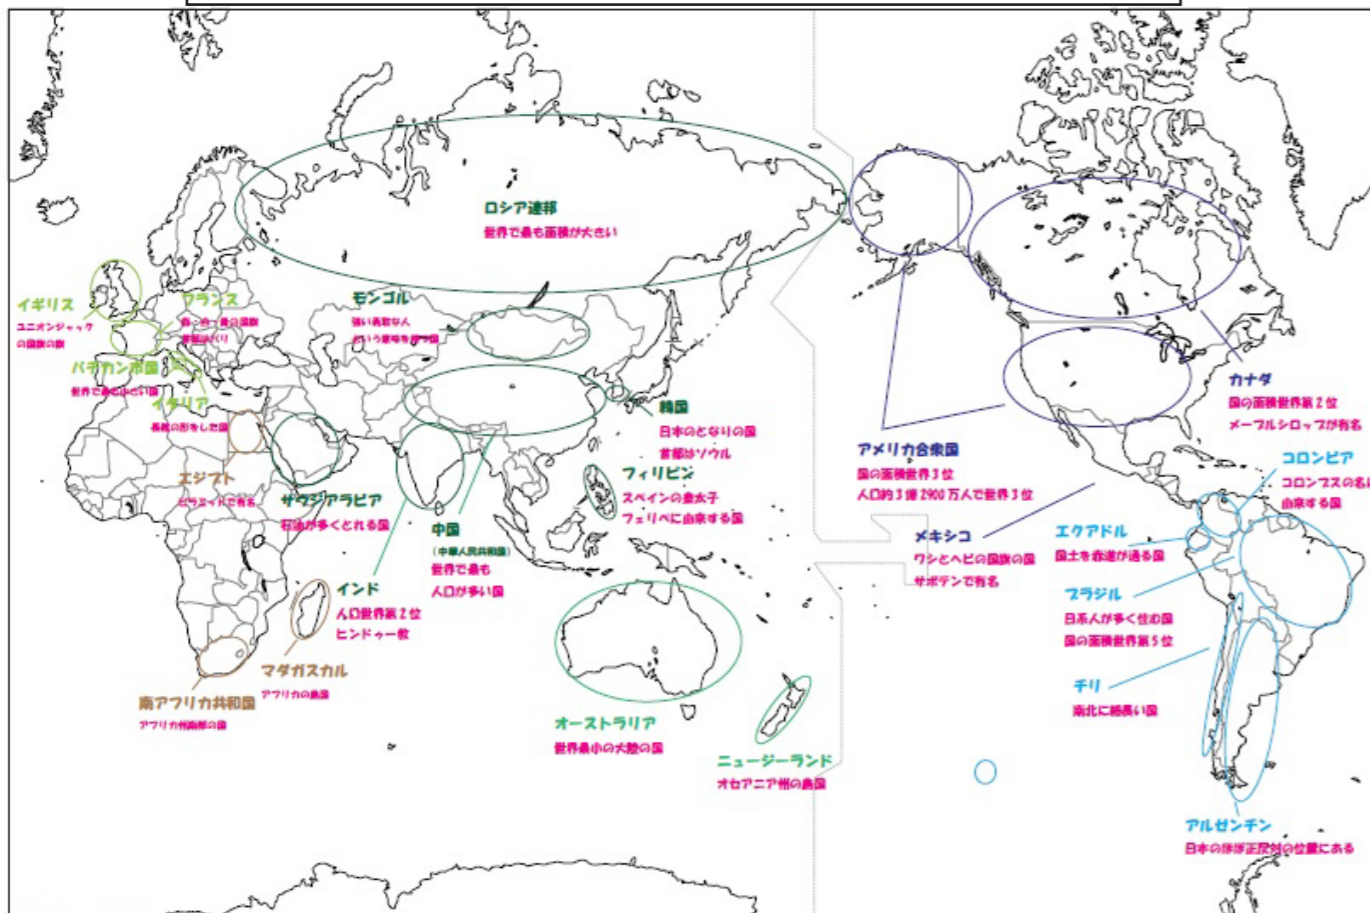 ロシア連邦
世界で最も面積が大さい
イギリス
ユニオンジャック
の国旗の旗
フランス
赤・白・青の国旗
首都はパリ
モンゴル
強い勇敢な人
という意味を持つ国
バチカン市国
世界で最も小さい国
イタリア
長靴の形をした国
エジプト
ピラミッドで有名
サウジアラビア
石油が多くとれる国
韓国
日本のとなりの国
首都はソウル
フィリピン
スペインの皇太子
フェリペに由来する国
中国
(中華人民共和国)
世界で最も
人口が多い国
インド
人口世界第2位
ヒンドゥー教
マダガスカル
アフリカの島国
南アフリカ共和国
アフリカ州南部の国
オーストラリア
世界最小の大陸の国
ニュージーランド
オセアニア州の島国
アメリカ合衆国
国の面積世界3位
人口約3億2900万人で世界3位
カナダ
国の面積世界第2位
メープルシロップが有名
メキシコ
ワシとヘビの国旗の国
サボテンで有名
コロンビア
コロンブスの名に
由来する国
エクアドル
国土を赤道が通る国
ブラジル
日系人が多く住む国
国の面積世界第5位
チリ
南北に細長い国
アルゼンチン
日本のほぼ正反対の位置にある